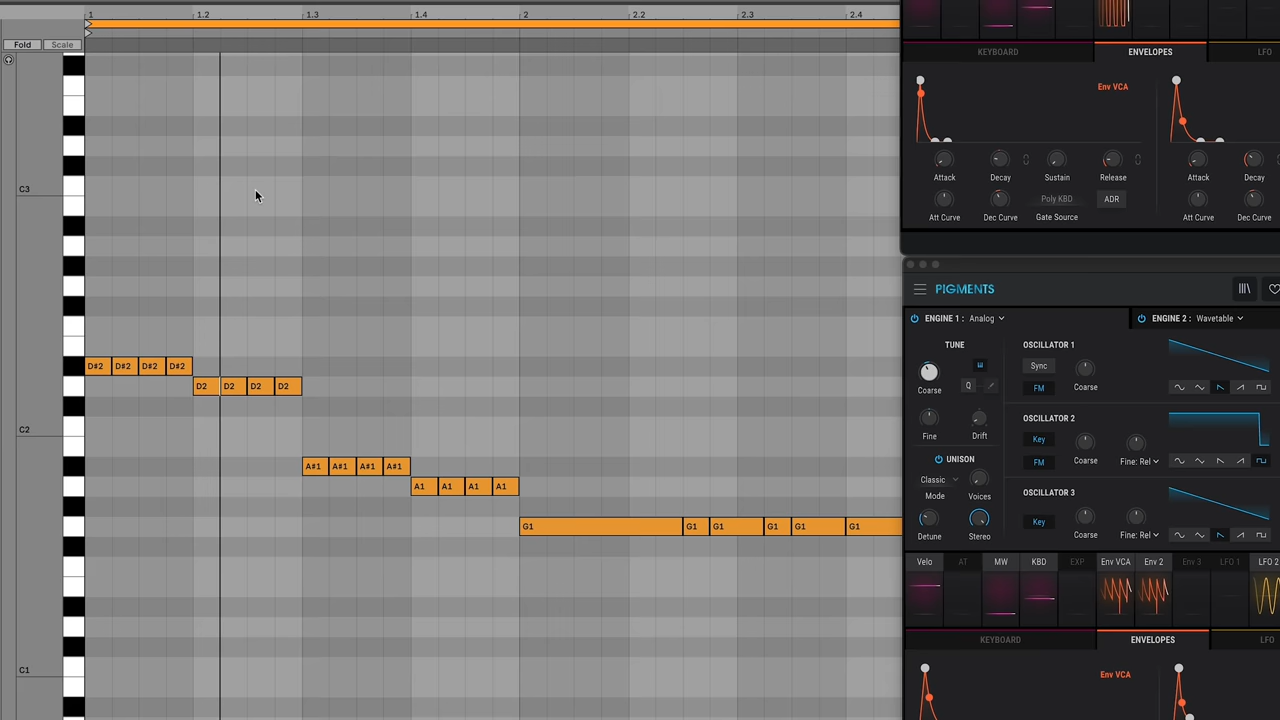 1 1.2 1.3 1.4 2 2.2 2.3 2.4
Fold Scale
C3
C2
C1
D#2 D#2 D#2 D#2
D2 D2 D2 D2
A#1 A#1 A#1 A#1
A1 A1 A1 A1
G1 G1 G1 G1 G1 G1
KEYBOARD ENVELOPES LFO
Env VCA
Attack Decay Sustain Release Attack Decay
Poly KBD ADR
Att Curve Dec Curve Gate Source Att Curve Dec Curve
PIGMENTS
ENGINE 1 : Analog ENGINE 2 : Wavetable
TUNE
Coarse
Q
Fine Drift
UNISON
Classic
Mode Voices
Detune Stereo
OSCILLATOR 1
Sync
FM Coarse
OSCILLATOR 2
Key
FM Coarse Fine: Rel
OSCILLATOR 3
Key
Coarse Fine: Rel
Velo AT MW KBD EXP Env VCA Env 2 Env 3 LFO 1 LFO 2
KEYBOARD ENVELOPES LFO
Env VCA